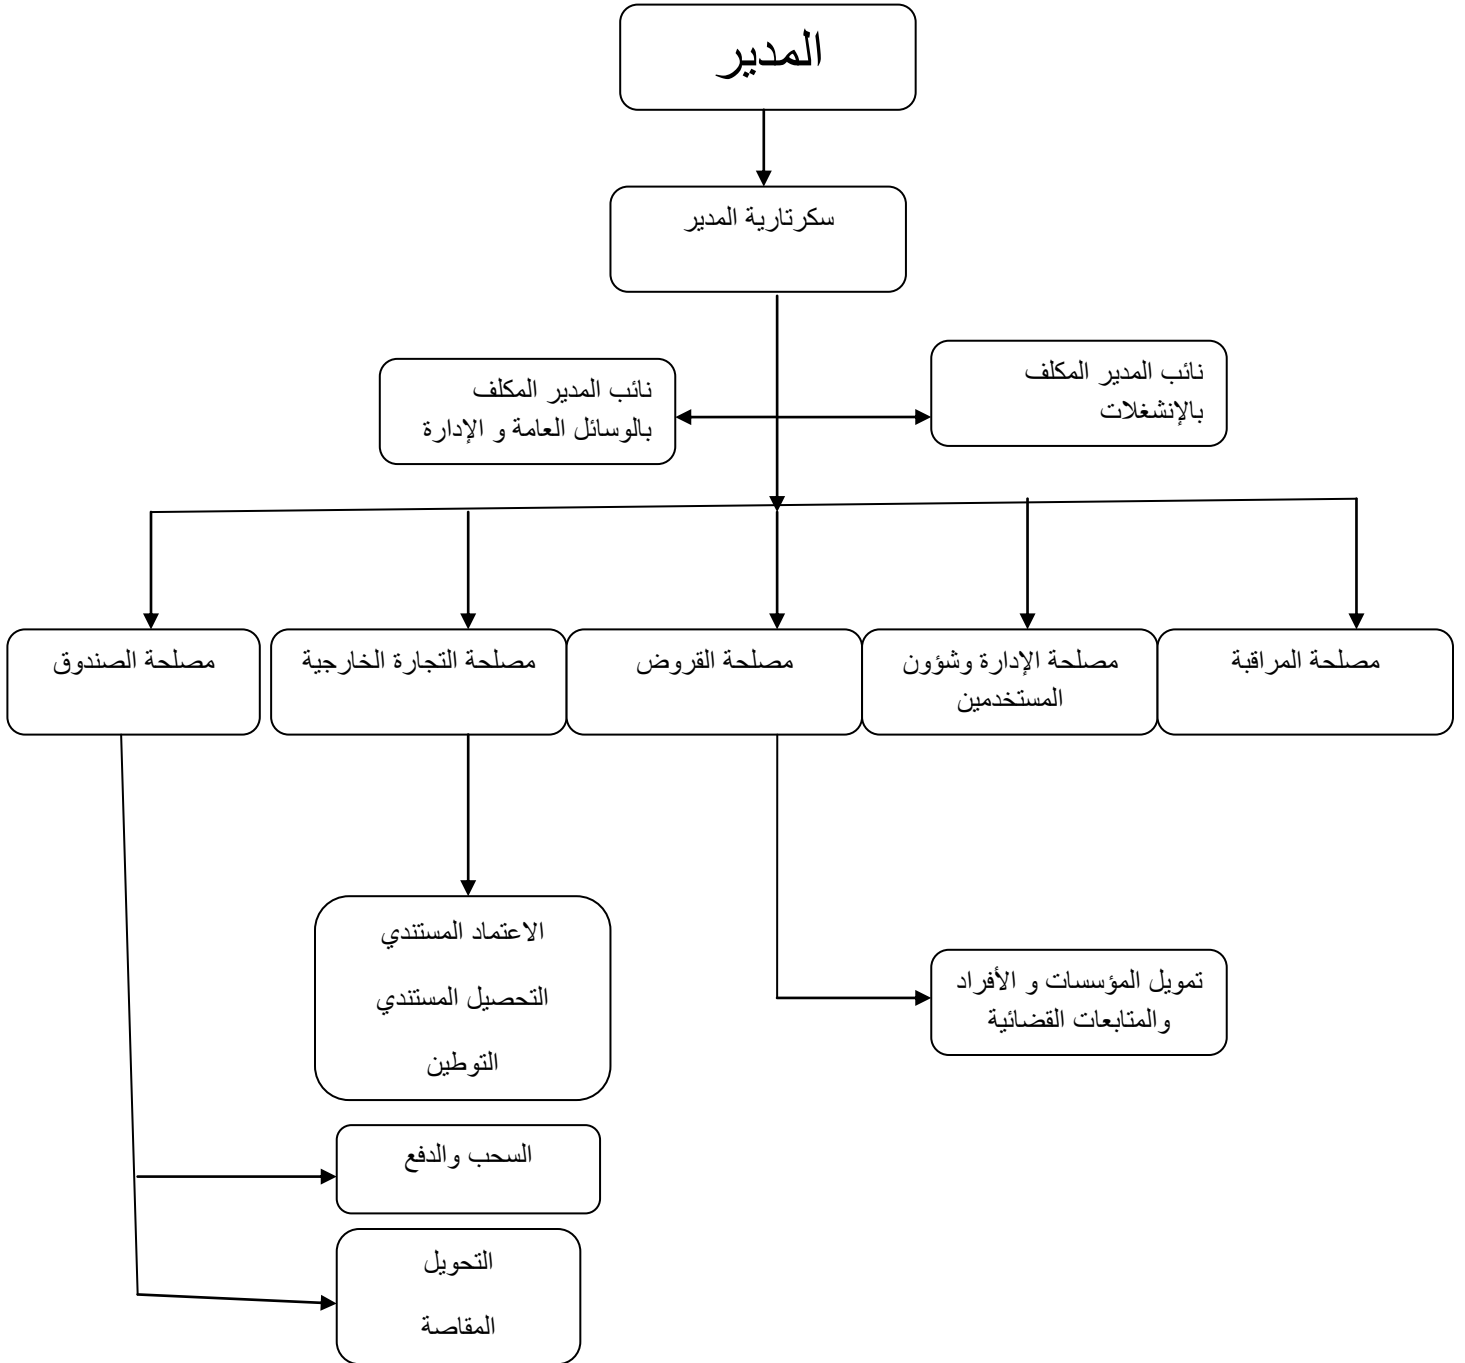 المدير
سكرتارية المدير
نائب المدير المكلف
بالإنشغلات
نائب المدير المكلف
بالوسائل العامة و الإدارة
مصلحة المراقبة
مصلحة الإدارة وشؤون
المستخدمين
مصلحة القروض
مصلحة التجارة الخارجية
مصلحة الصندوق
الاعتماد المستندي
التحصيل المستندي
التوطين
تمويل المؤسسات و الأفراد
والمتابعات القضائية
السحب والدفع
التحويل
المقاصة